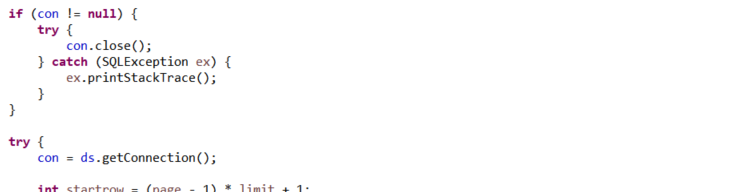 if (con != null) {
    try {
        con.close();
    } catch (SQLException ex) {
        ex.printStackTrace();
    }
}

try {
    con = ds.getConnection();

    int startrow = (page - 1) * limit + 1;